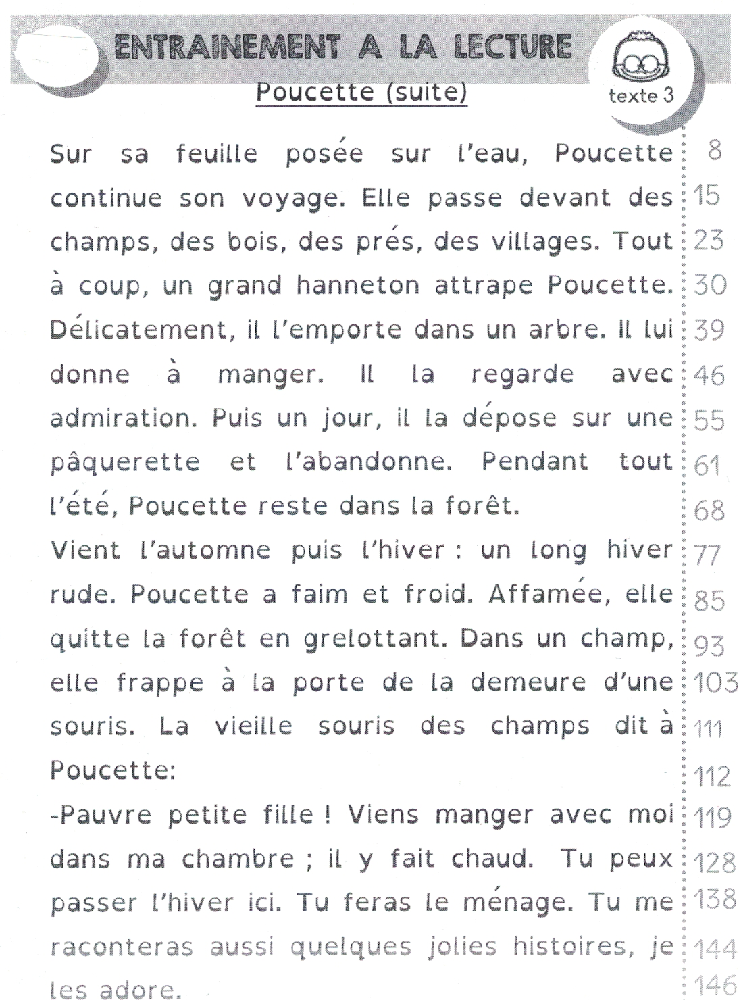 ENTRAINEMENT A LA LECTURE
Poucette (suite)
texte 3
Sur sa feuille posée sur l'eau, Poucette 8
continue son voyage. Elle passe devant des 15
champs, des bois, des prés, des villages. Tout 23
à coup, un grand hanneton attrape Poucette. 30
Délicatement, il l'emporte dans un arbre. Il lui 39
donne à manger. Il la regarde avec 46
admiration. Puis un jour, il la dépose sur une 55
pâquerette et l'abandonne. Pendant tout 61
l'été, Poucette reste dans la forêt. 68
Vient l'automne puis l'hiver : un long hiver 77
rude. Poucette a faim et froid. Affamée, elle 85
quitte la forêt en grelottant. Dans un champ, 93
elle frappe à la porte de la demeure d'une 103
souris. La vieille souris des champs dit à 111
Poucette: 112
-Pauvre petite fille ! Viens manger avec moi 119
dans ma chambre ; il y fait chaud. Tu peux 128
passer l'hiver ici. Tu feras le ménage. Tu me 138
raconteras aussi quelques jolies histoires, je 144
les adore. 146